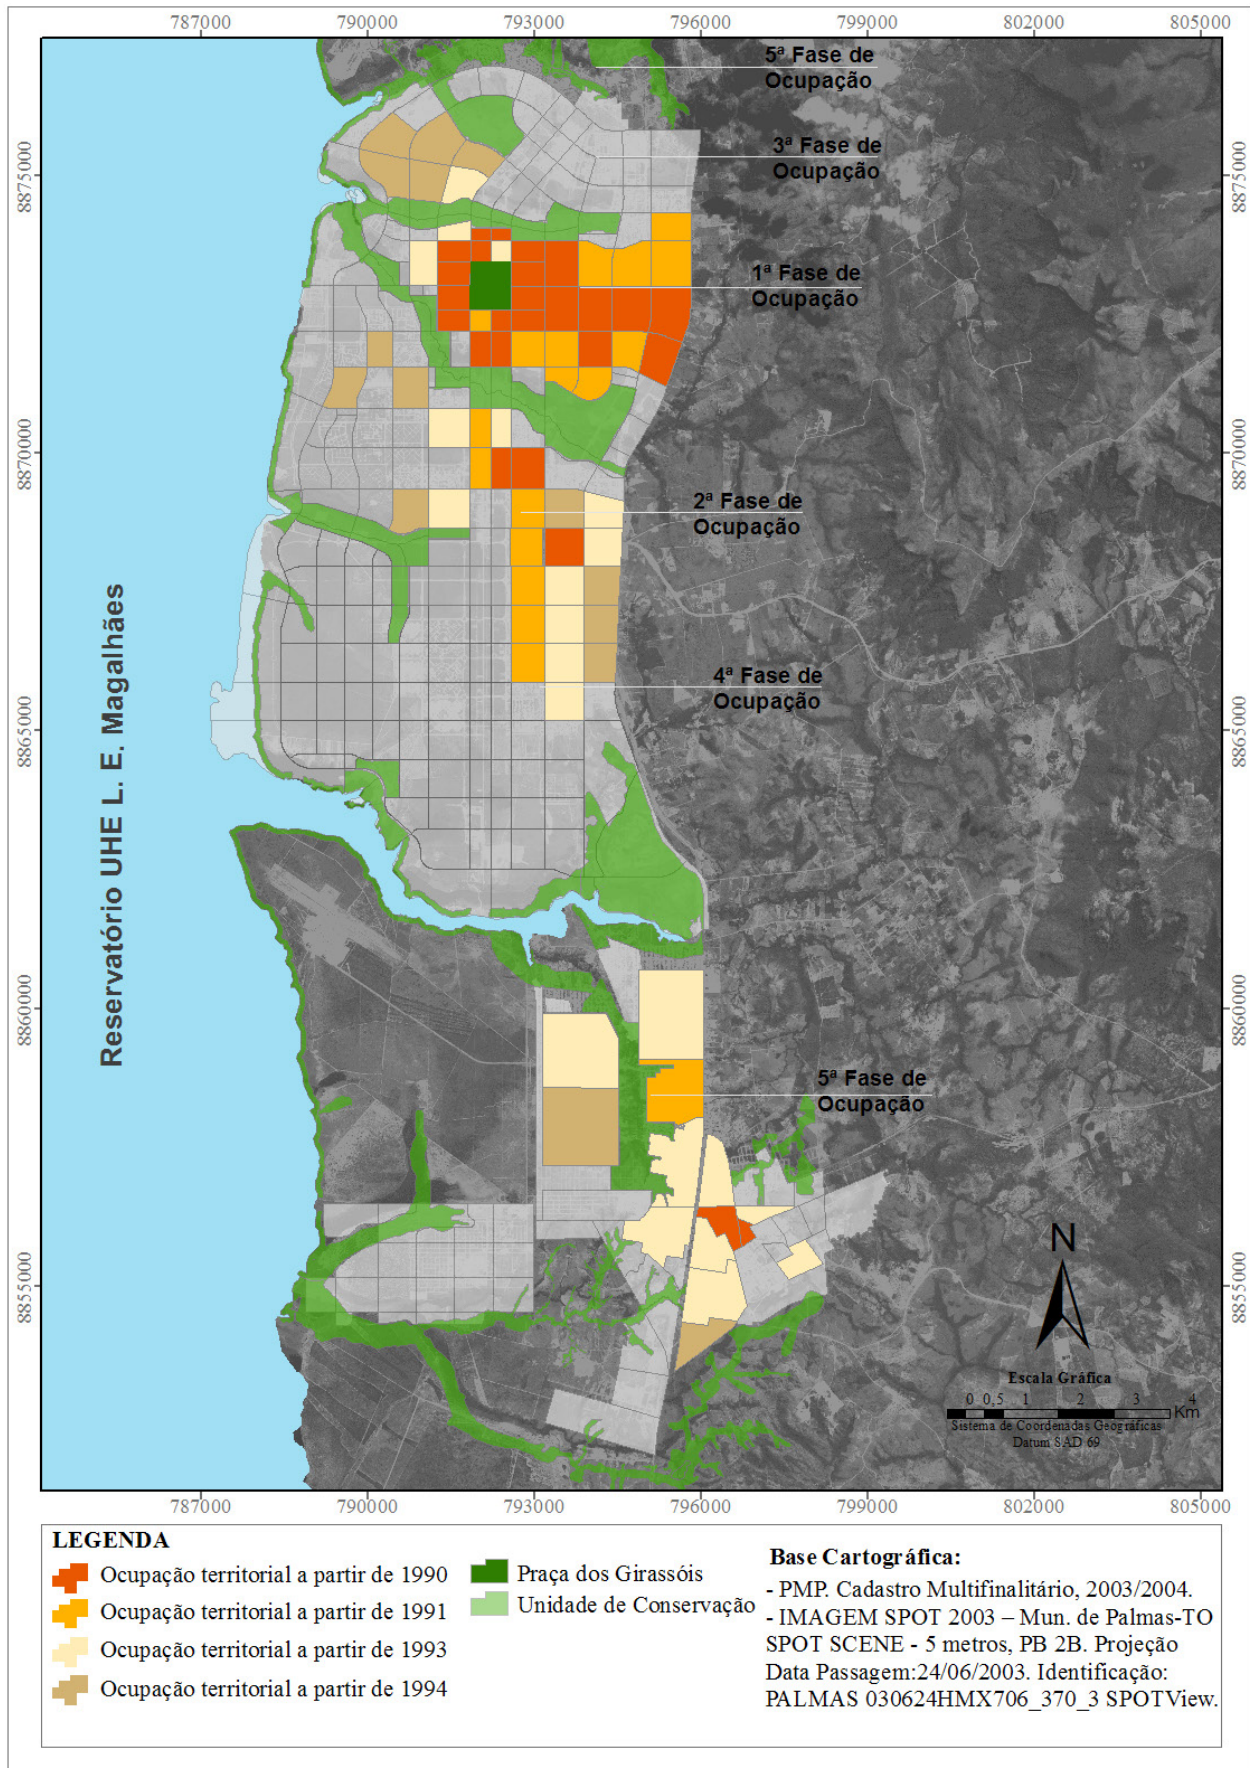 787000 790000 793000 796000 799000 802000 805000
5ª Fase de
Ocupação
3ª Fase de
Ocupação
8875000
8875000
1ª Fase de
Ocupação
8870000
8870000
2ª Fase de
Ocupação
4ª Fase de
Ocupação
8865000
8865000
Reservatório UHE L. E. Magalhães
8860000
8860000
5ª Fase de
Ocupação
8855000
8855000
N
Escala Gráfica
0 0,5 1 2 3 4
Km
Sistema de Coordenadas Geográficas
Datum SAD 69
787000 790000 793000 796000 799000 802000 805000
LEGENDA
Ocupação territorial a partir de 1990
Ocupação territorial a partir de 1991
Ocupação territorial a partir de 1993
Ocupação territorial a partir de 1994
Praça dos Girassóis
Unidade de Conservação
Base Cartográfica:
- PMP. Cadastro Multifinalitário, 2003/2004.
- IMAGEM SPOT 2003 – Mun. de Palmas-TO
SPOT SCENE - 5 metros, PB 2B. Projeção
Data Passagem:24/06/2003. Identificação:
PALMAS 030624HMX706_370_3 SPOTView.